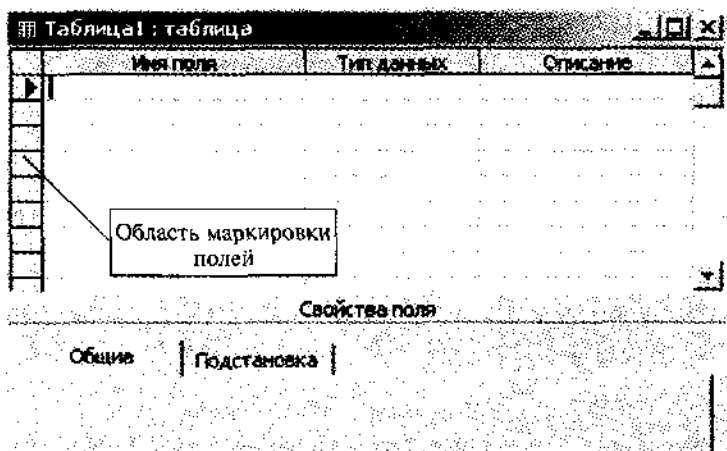 Таблица1 : таблица
Имя поля Тип данных Описание
Область маркировки
полей
Свойства поля
Общие Подстановка